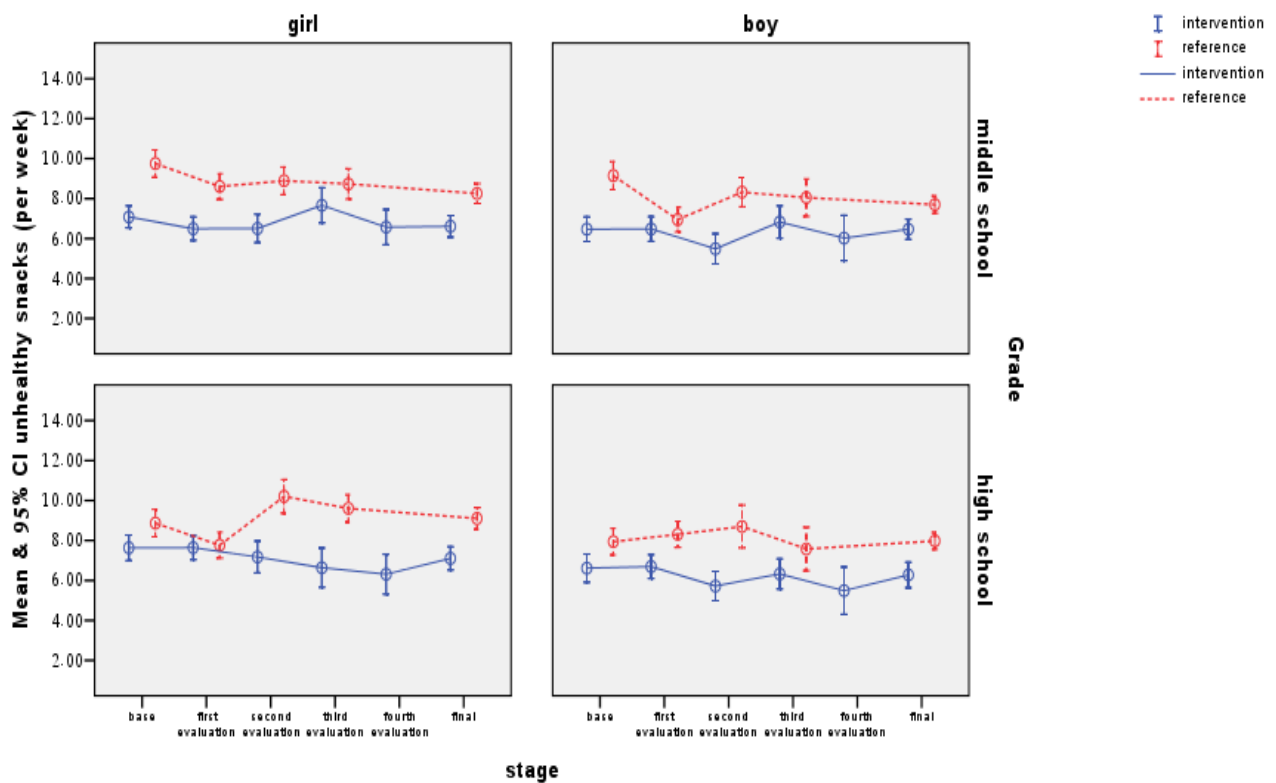 girl
boy
intervention
reference
intervention
reference
Mean & 95% CI unhealthy snacks (per week)
14.00
12.00
10.00
8.00
6.00
4.00
2.00
middle school
14.00
12.00
10.00
8.00
6.00
4.00
2.00
high school
Grade
base
first
evaluation
second
evaluation
third
evaluation
fourth
evaluation
final
base
first
evaluation
second
evaluation
third
evaluation
fourth
evaluation
final
stage